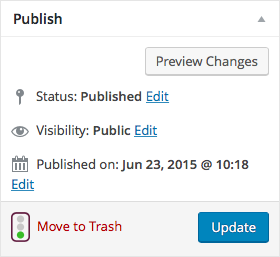 Publish
Preview Changes
Status: Published Edit
Visibility: Public Edit
Published on: Jun 23, 2015 @ 10:18
Edit
Move to Trash Update